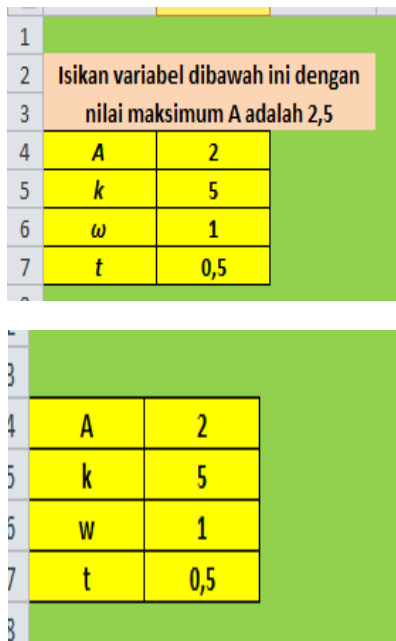 1
2 Isikan variabel dibawah ini dengan
3 nilai maksimum A adalah 2,5
4 A 2
5 k 5
6 ω 1
7 t 0,5
3
4 A 2
5 k 5
6 w 1
7 t 0,5
8